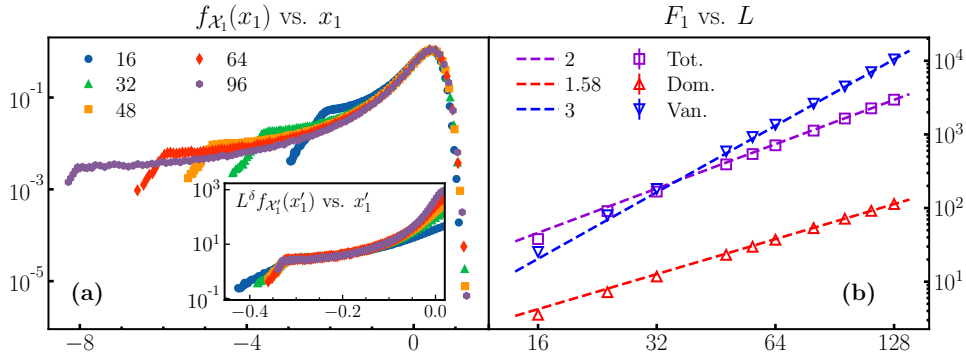 $f_{\mathcal{X}_1}(x_1)$ vs. $x_1$
$F_1$ vs. $L$
16 64
32 96
48
2 Tot.
1.58 Dom.
3 Van.
$10^{-1}$
$10^{-3}$
$10^{-5}$
$10^4$
$10^3$
$10^2$
$10^1$
$L^{\delta} f_{\mathcal{X}_1'}(x_1')$ vs. $x_1'$
$10^3$
$10^1$
$10^{-1}$
−0.4 −0.2 0.0
(a)
(b)
−8 −4 0
16 32 64 128